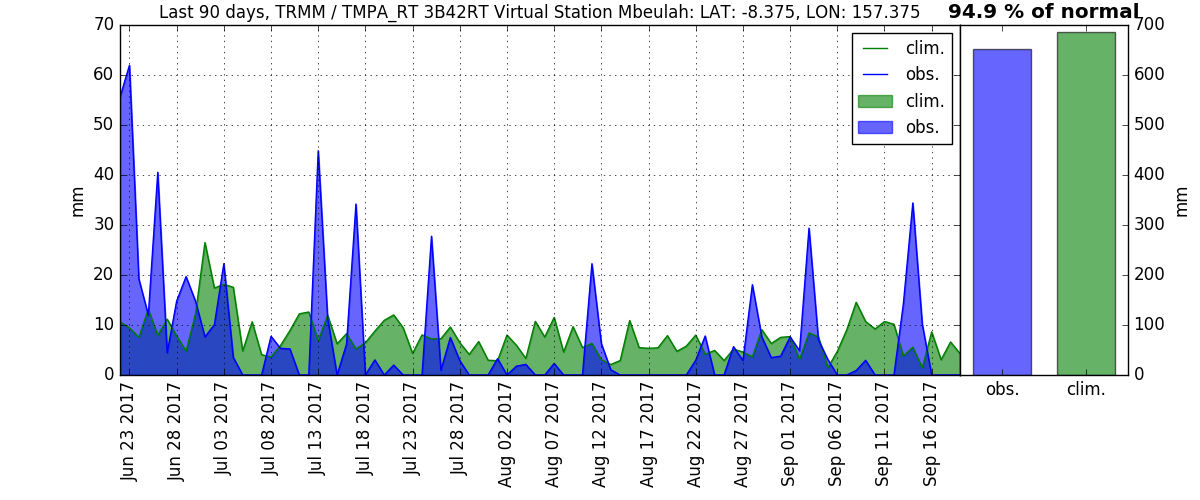 Last 90 days, TRMM / TMPA_RT 3B42RT Virtual Station Mbeulah: LAT: -8.375, LON: 157.375
94.9 % of normal
mm
70
60
50
40
30
20
10
0
clim.
obs.
clim.
obs.
700
600
500
400
300
200
100
0
mm
Jun 23 2017
Jun 28 2017
Jul 03 2017
Jul 08 2017
Jul 13 2017
Jul 18 2017
Jul 23 2017
Jul 28 2017
Aug 02 2017
Aug 07 2017
Aug 12 2017
Aug 17 2017
Aug 22 2017
Aug 27 2017
Sep 01 2017
Sep 06 2017
Sep 11 2017
Sep 16 2017
obs.
clim.